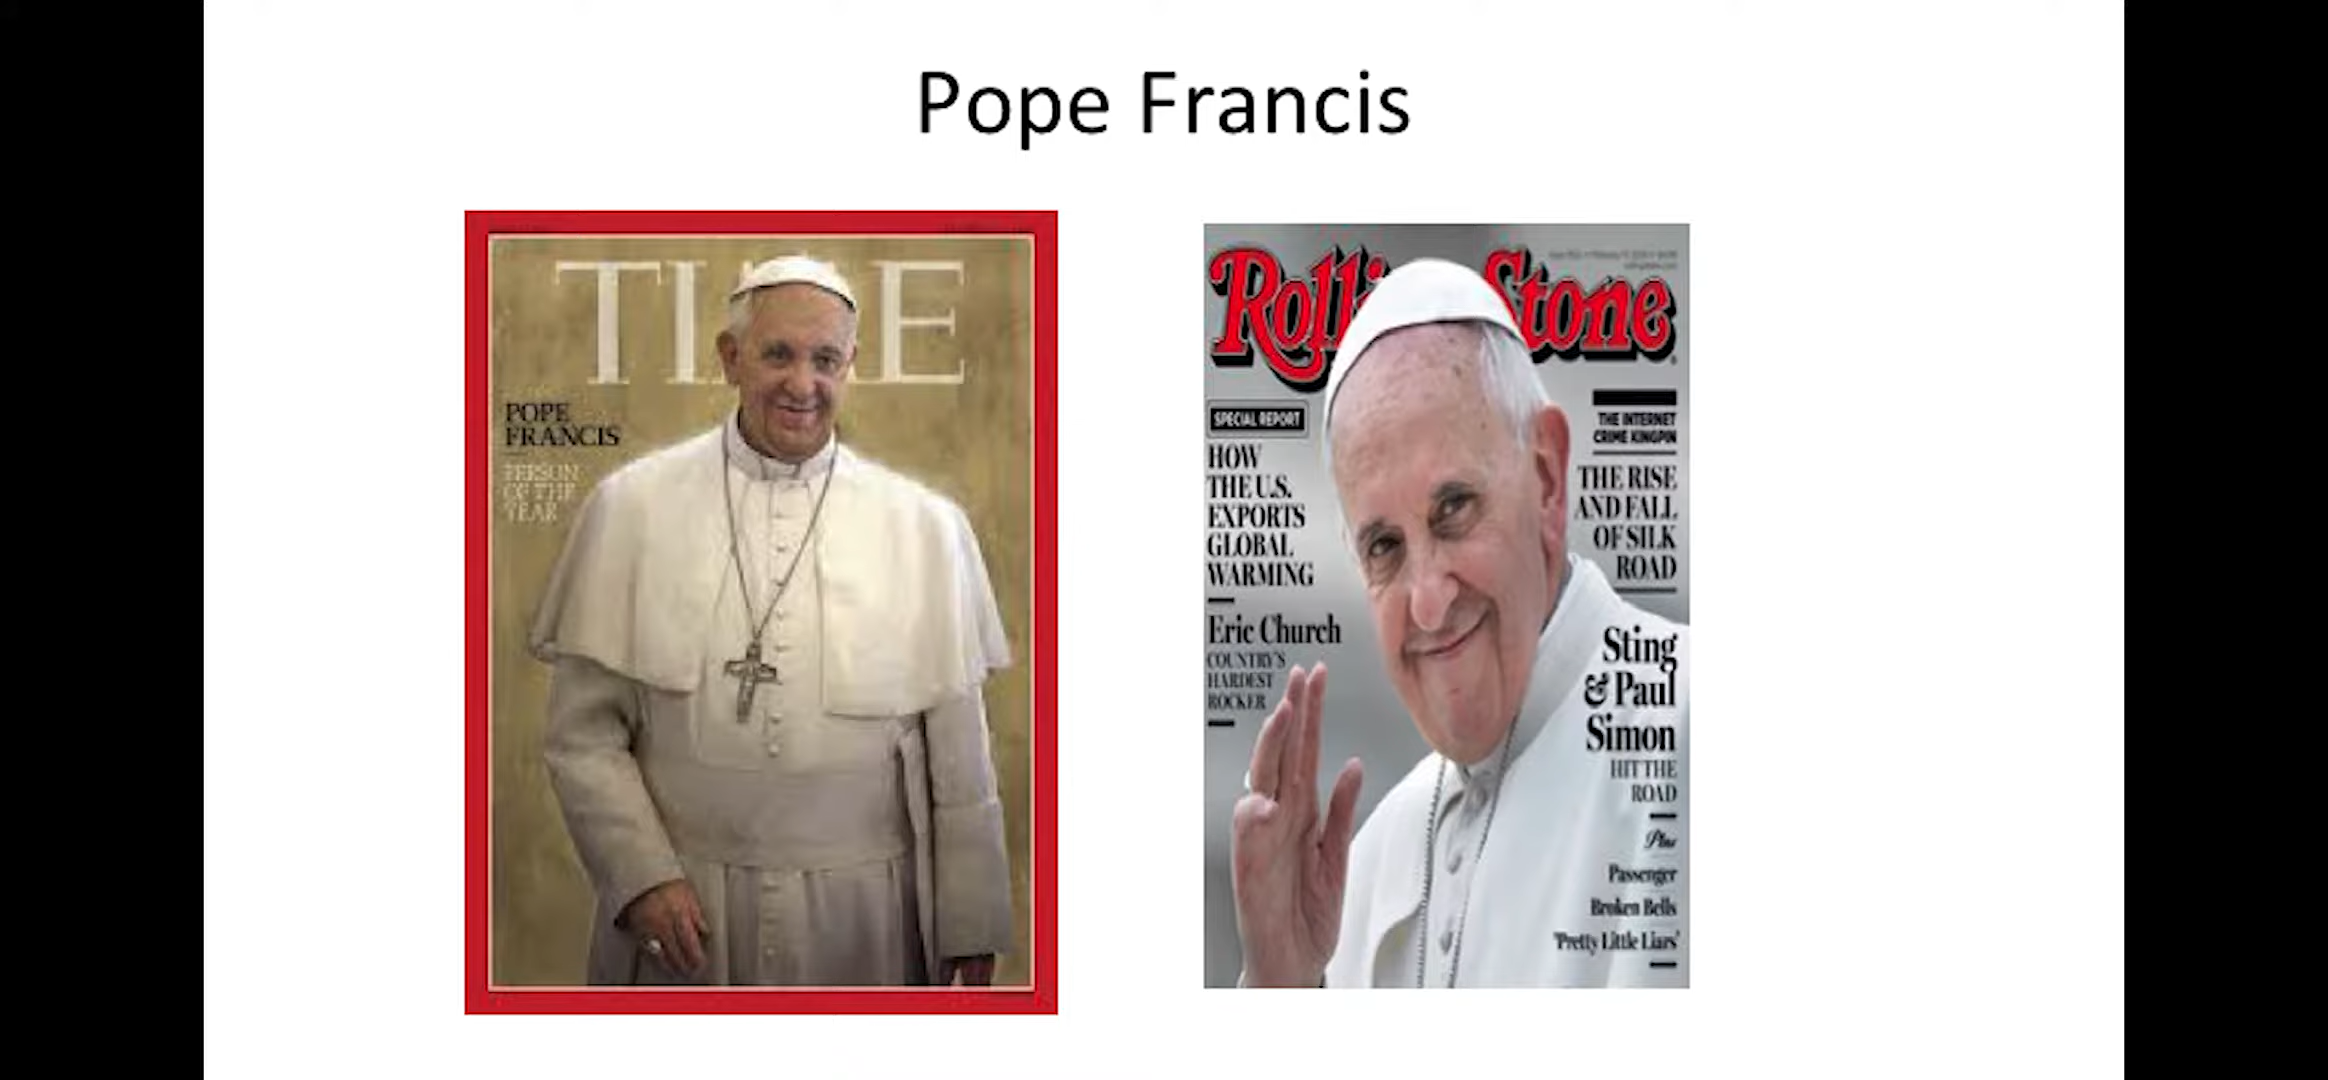 Pope Francis
TIME
POPE
FRANCIS
PERSON
OF THE
YEAR
Rolli Stone
SPECIAL REPORT
HOW
THE U.S.
EXPORTS
GLOBAL
WARMING
Eric Church
COUNTRY'S
HARDEST
ROCKER
THE INTERNET
CRIME KINGPIN
THE RISE
AND FALL
OF SILK
ROAD
Sting
& Paul
Simon
HIT THE
ROAD
Plus
Passenger
Broken Bells
'Pretty Little Liars'